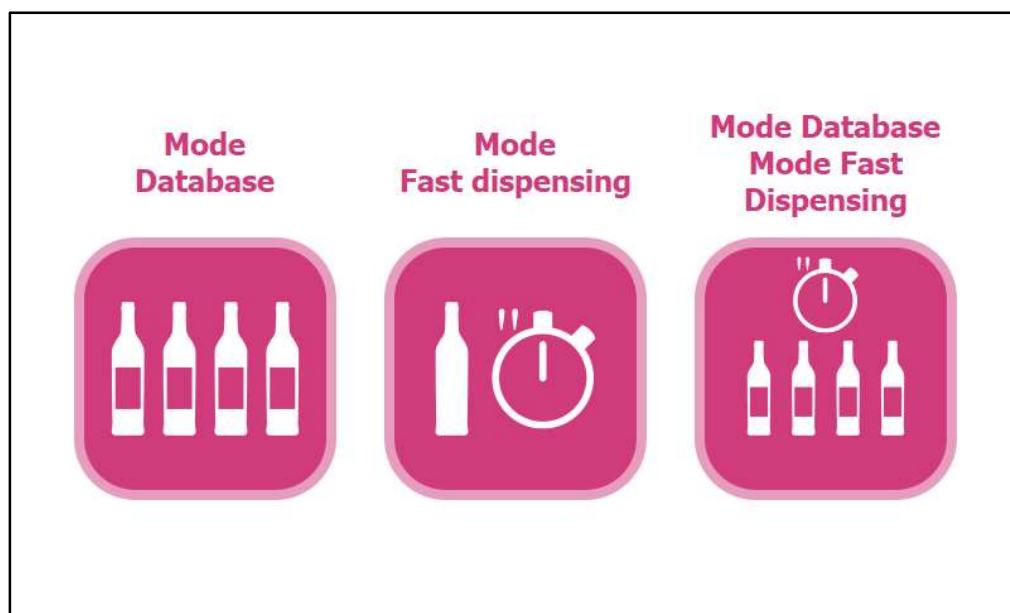 Mode
Database
Mode
Fast dispensing
Mode Database
Mode Fast
Dispensing